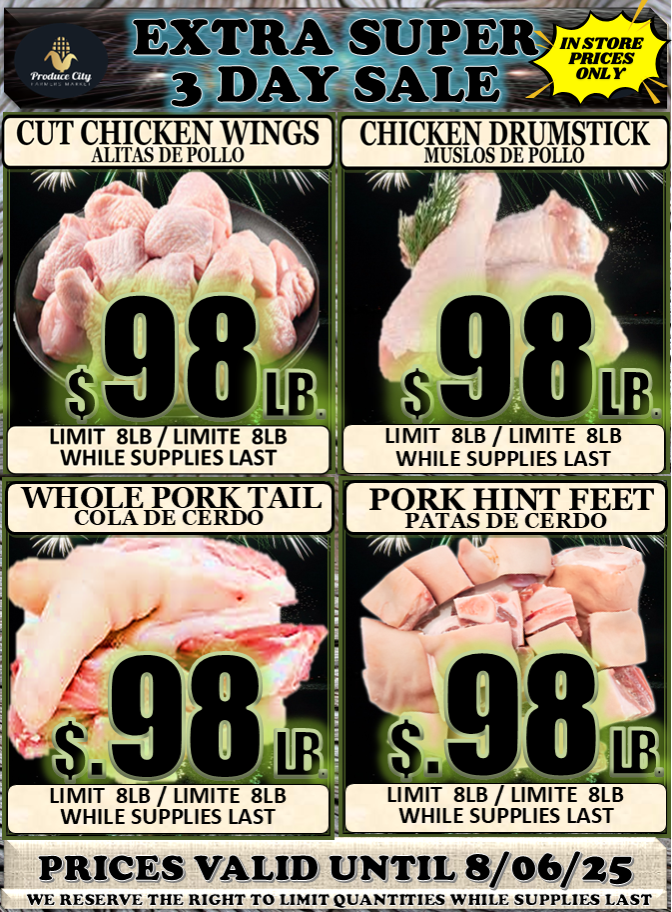 Produce City
FARMERS MARKET
EXTRA SUPER
3 DAY SALE
IN STORE
PRICES
ONLY
CUT CHICKEN WINGS
ALITAS DE POLLO
$98 LB.
LIMIT 8LB / LIMITE 8LB
WHILE SUPPLIES LAST
CHICKEN DRUMSTICK
MUSLOS DE POLLO
$98 LB.
LIMIT 8LB / LIMITE 8LB
WHILE SUPPLIES LAST
WHOLE PORK TAIL
COLA DE CERDO
$.98 LB.
LIMIT 8LB / LIMITE 8LB
WHILE SUPPLIES LAST
PORK HINT FEET
PATAS DE CERDO
$.98 LB.
LIMIT 8LB / LIMITE 8LB
WHILE SUPPLIES LAST
PRICES VALID UNTIL 8/06/25
WE RESERVE THE RIGHT TO LIMIT QUANTITIES WHILE SUPPLIES LAST